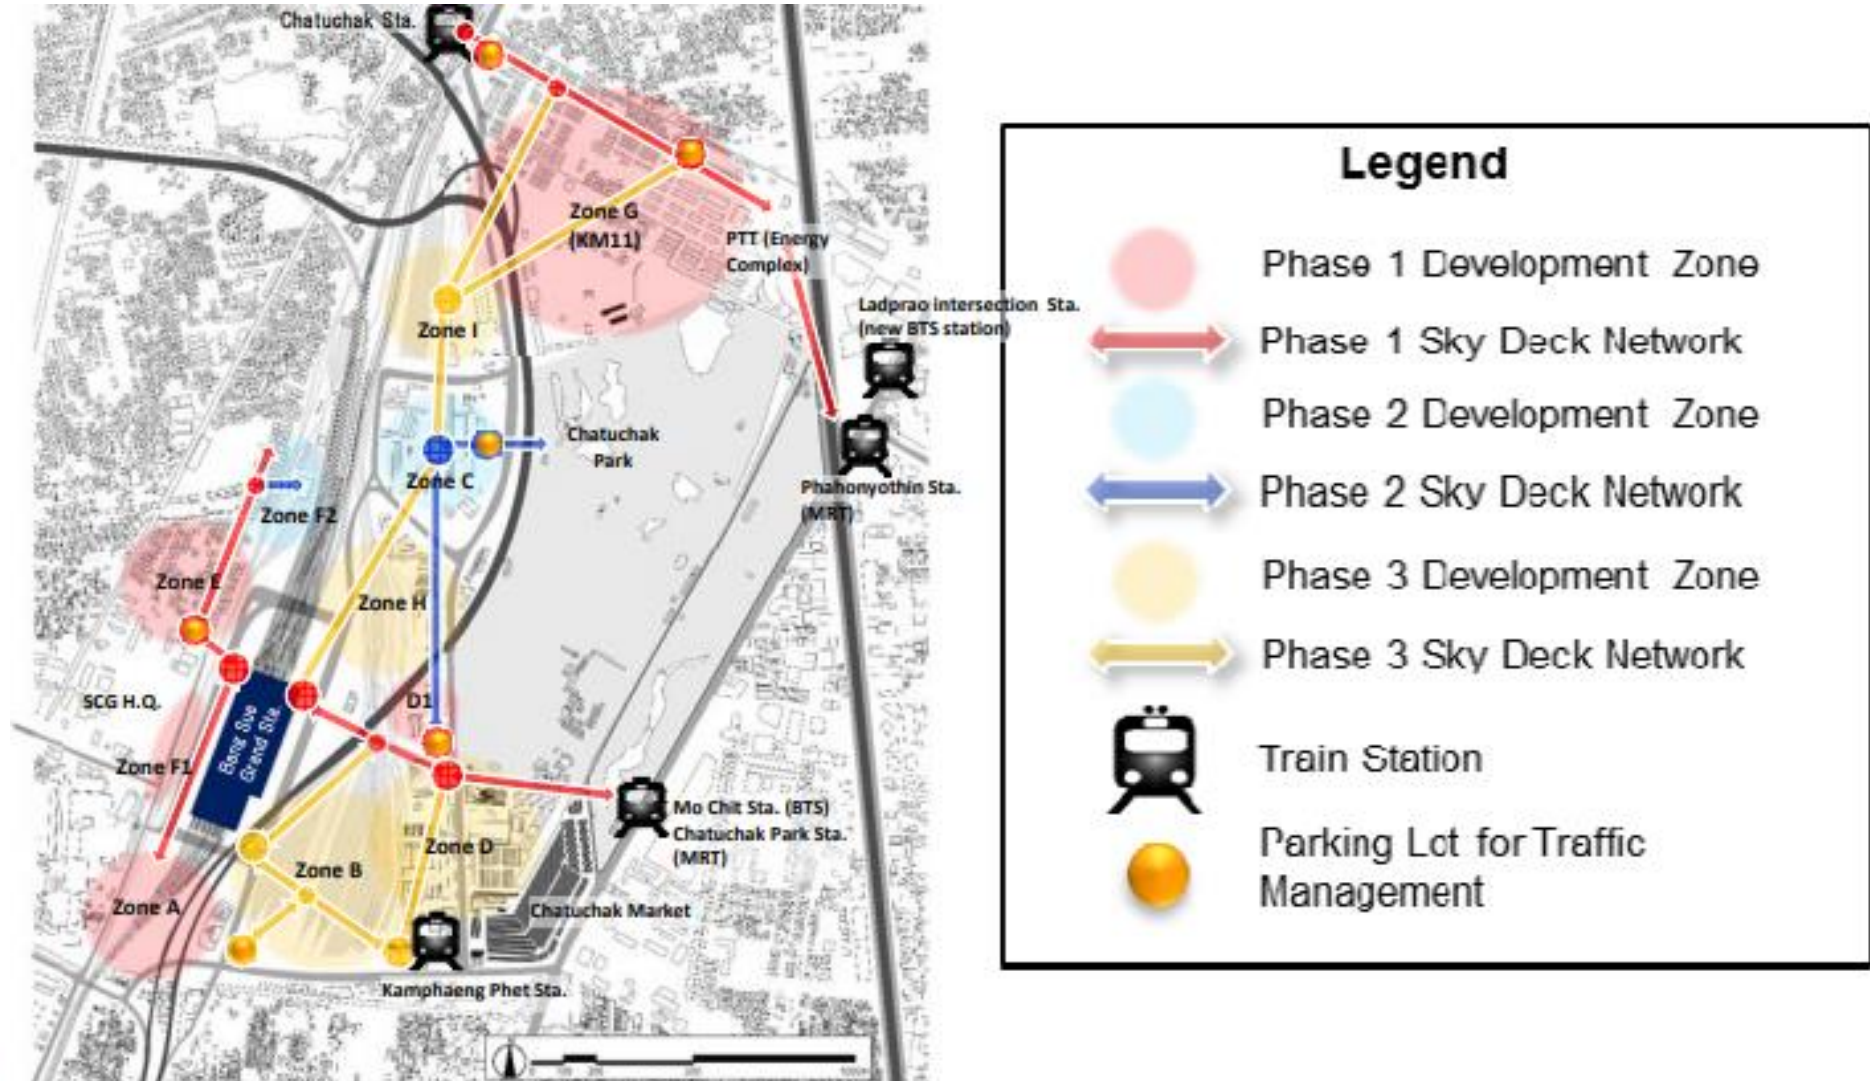 Chatuchak Sta.
Zone G
(KM11)
PTT (Energy
Complex)
Ladprao intersection Sta.
(new BTS station)
Zone I
Chatuchak
Park
Zone C
Phahonyothin Sta.
(MRT)
Zone F2
Zone E
Zone H
SCG H.Q.
D1
Bang Sue
Grand Sta.
Zone F1
Mo Chit Sta. (BTS)
Chatuchak Park Sta.
(MRT)
Zone D
Zone B
Zone A
Chatuchak Market
Kamphaeng Phet Sta.
Legend
Phase 1 Development Zone
Phase 1 Sky Deck Network
Phase 2 Development Zone
Phase 2 Sky Deck Network
Phase 3 Development Zone
Phase 3 Sky Deck Network
Train Station
Parking Lot for Traffic
Management